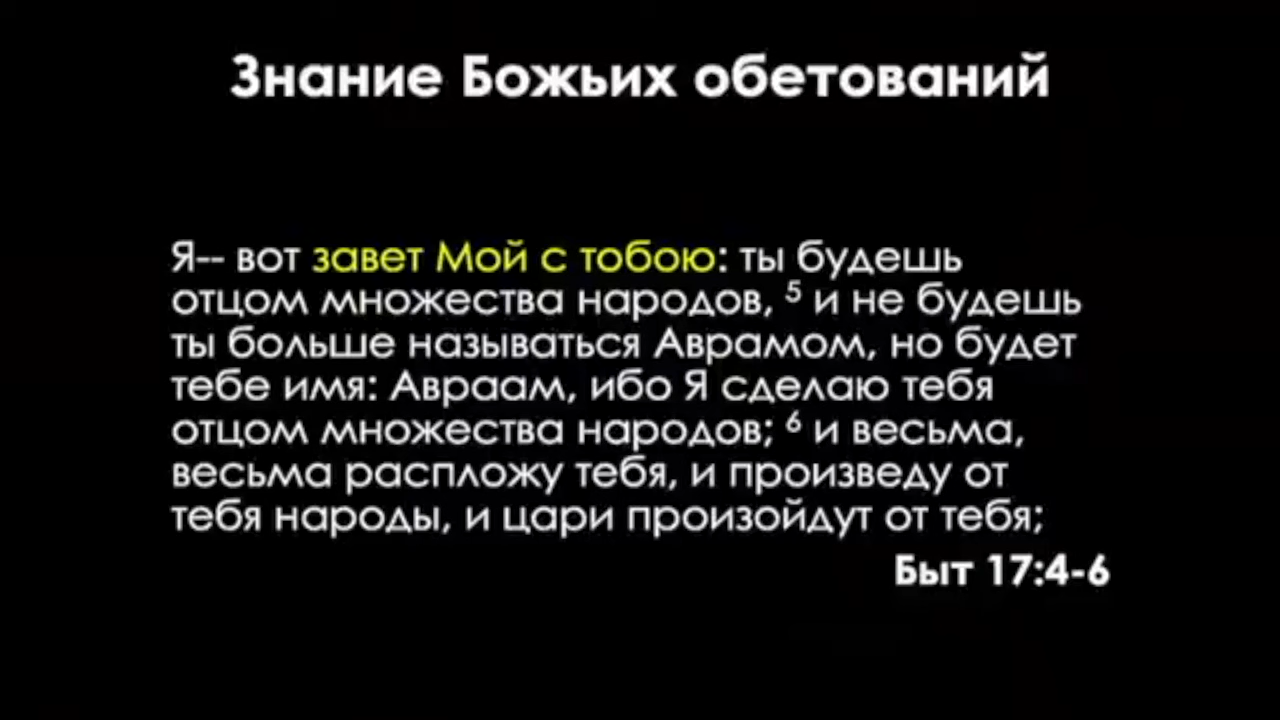 Знание Божьих обетований
Я-- вот завет Мой с тобою: ты будешь
отцом множества народов, ⁵ и не будешь
ты больше называться Аврамом, но будет
тебе имя: Авраам, ибо Я сделаю тебя
отцом множества народов; ⁶ и весьма,
весьма распложу тебя, и произведу от
тебя народы, и цари произойдут от тебя;
Быт 17:4-6